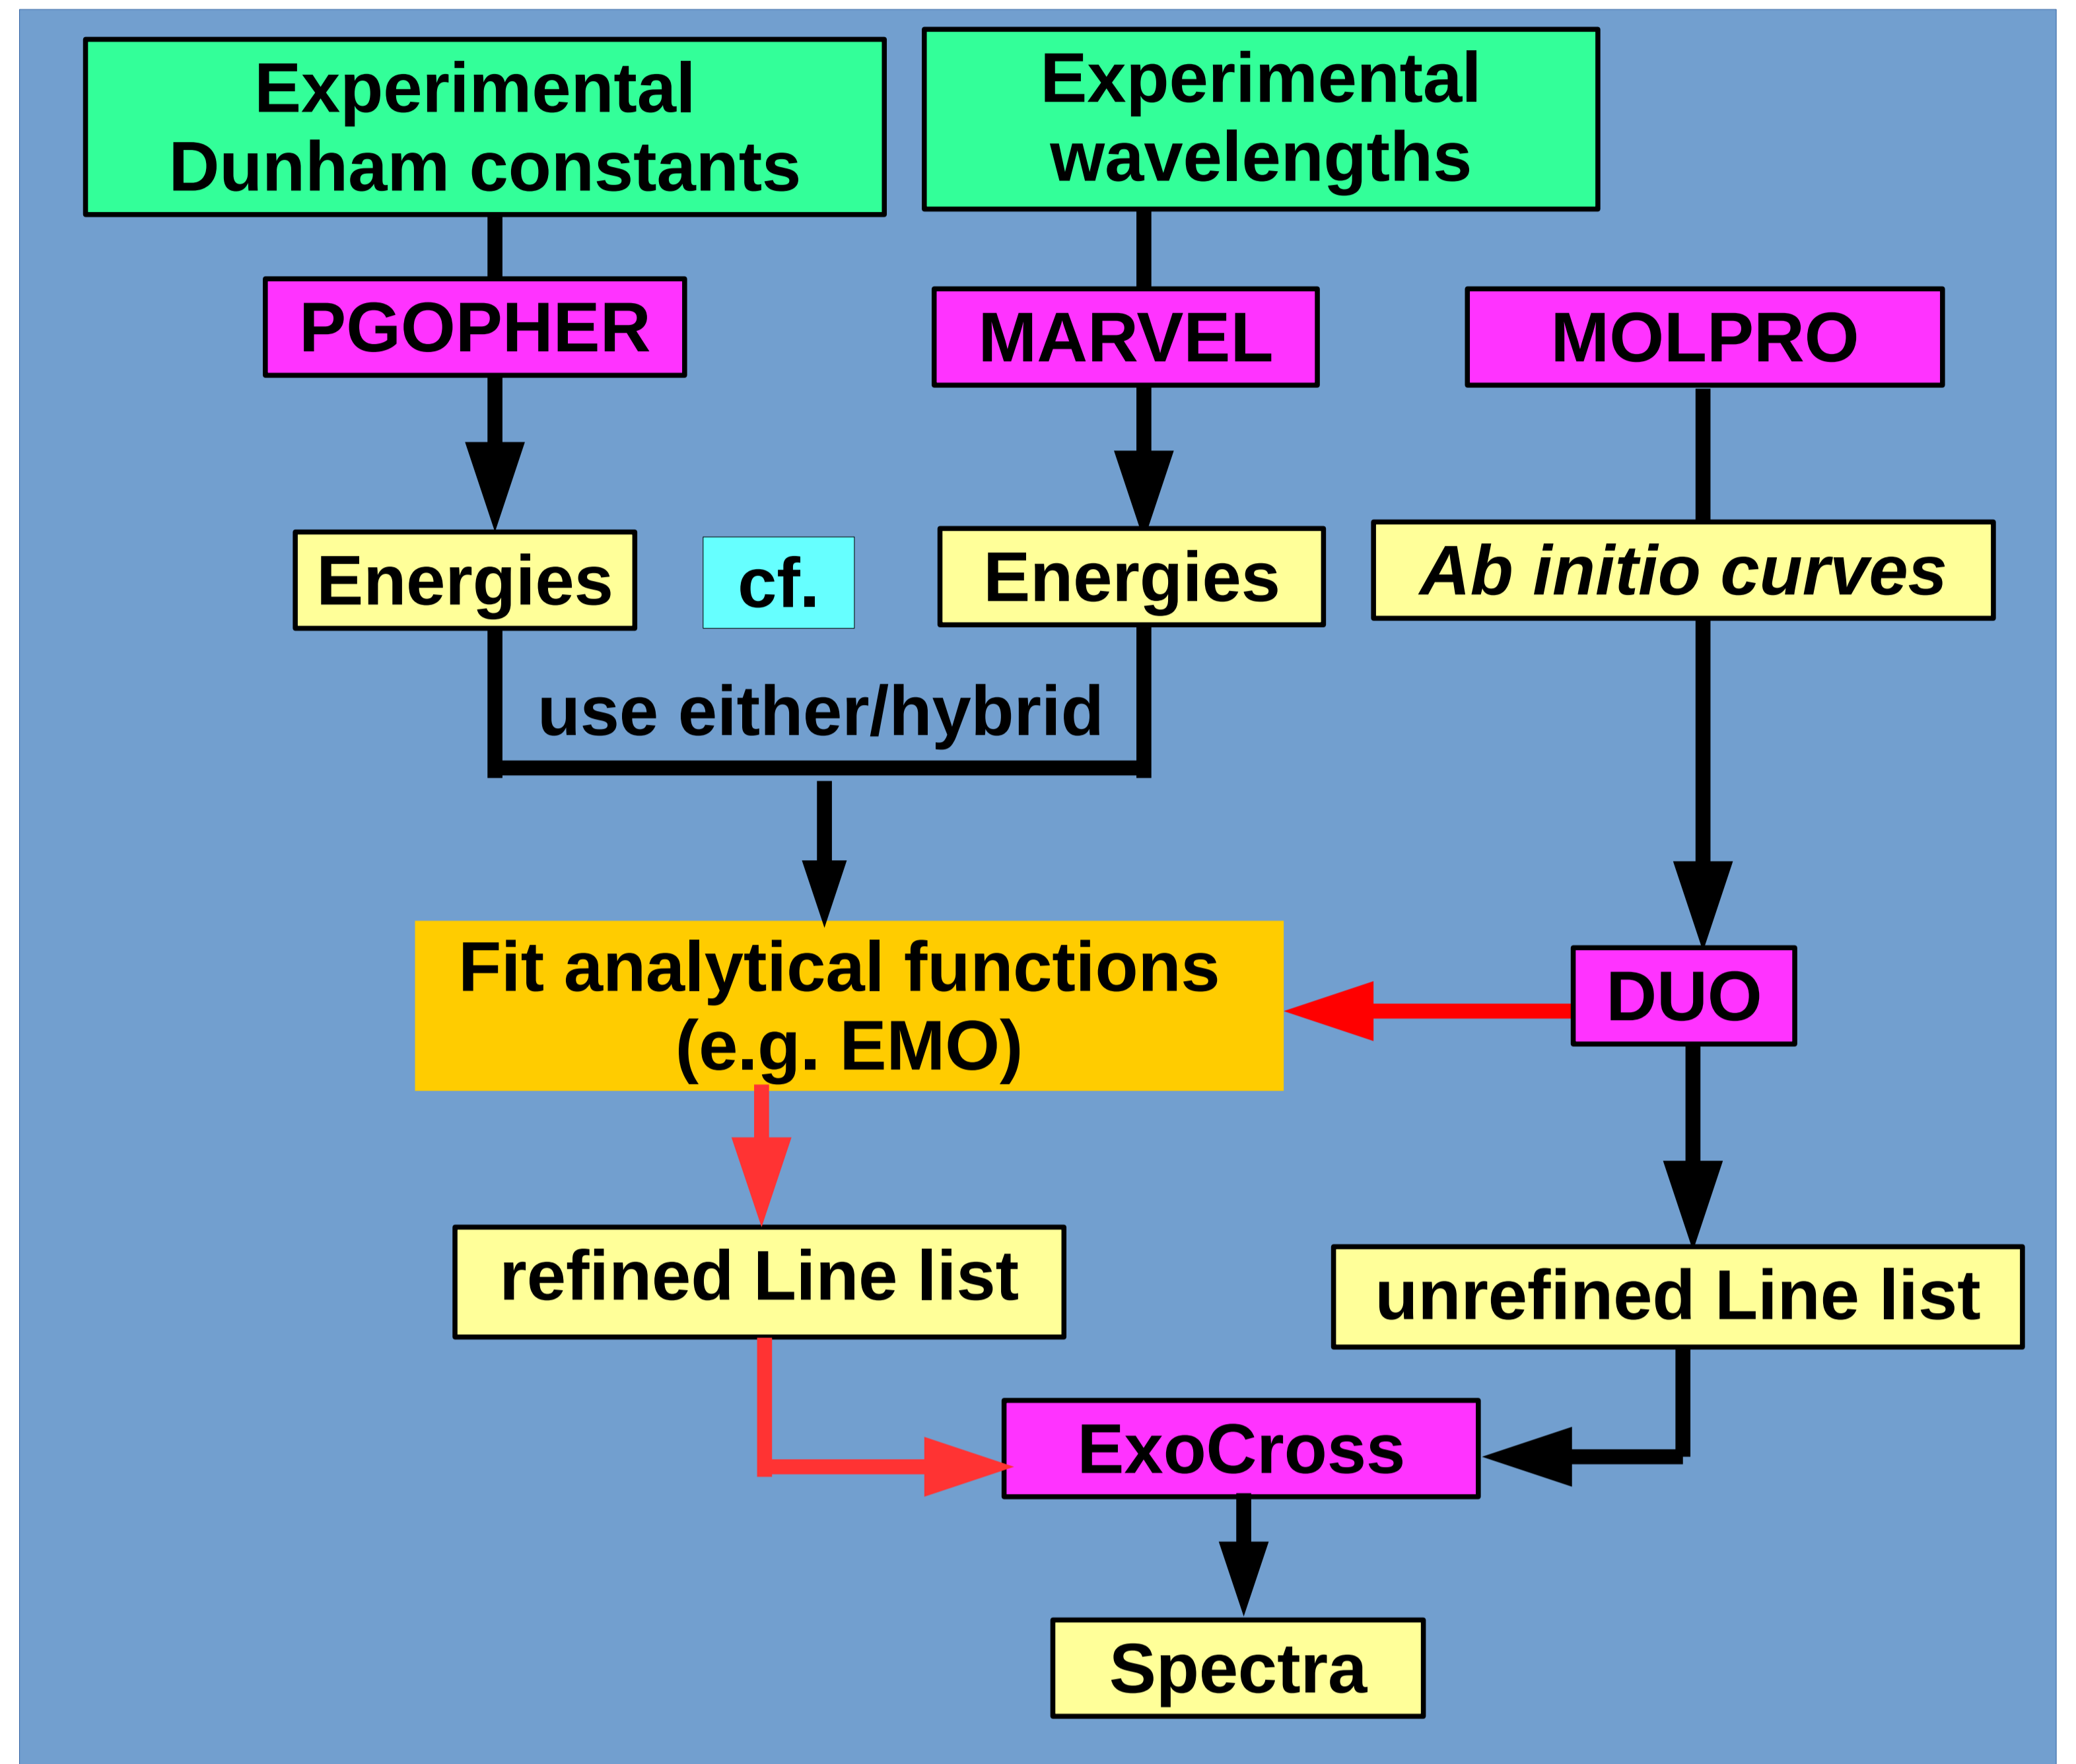 Experimental
Dunham constants
Experimental
wavelengths
PGOPHER
MARVEL
MOLPRO
Energies
cf.
Energies
Ab initio curves
use either/hybrid
Fit analytical functions
(e.g. EMO)
DUO
refined Line list
unrefined Line list
ExoCross
Spectra